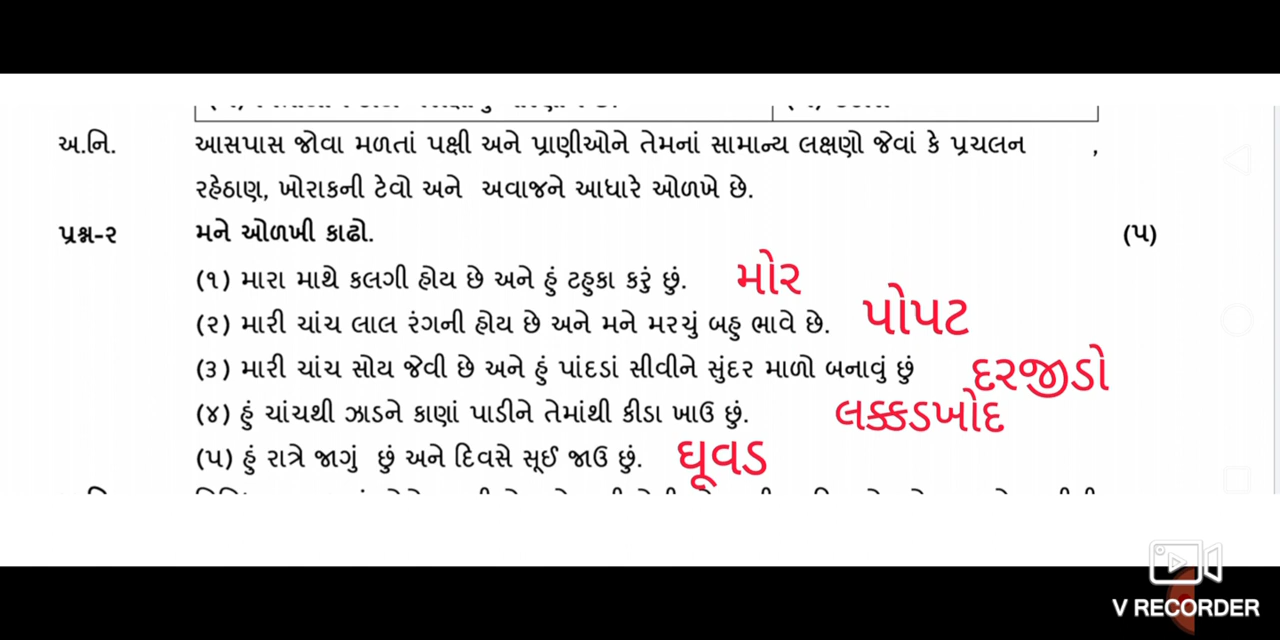 અ.નિ. આસપાસ જોવા મળતાં પક્ષી અને પ્રાણીઓને તેમનાં સામાન્ય લક્ષણો જેવાં કે પ્રચલન ,
રહેઠાણ, ખોરાકની ટેવો અને અવાજને આધારે ઓળખે છે.
પ્રશ્ન-૨ મને ઓળખી કાઢો. (૫)
(૧) મારા માથે કલગી હોય છે અને હું ટહુકા કરું છું. મોર
(૨) મારી ચાંચ લાલ રંગની હોય છે અને મને મરચું બહુ ભાવે છે. પોપટ
(૩) મારી ચાંચ સોય જેવી છે અને હું પાંદડાં સીવીને સુંદર માળો બનાવું છું દરજીડો
(૪) હું ચાંચથી ઝાડને કાણાં પાડીને તેમાંથી કીડા ખાઉ છું. લક્કડખોદ
(૫) હું રાત્રે જાગું છું અને દિવસે સૂઈ જાઉ છું. ઘૂવડ
V RECORDER